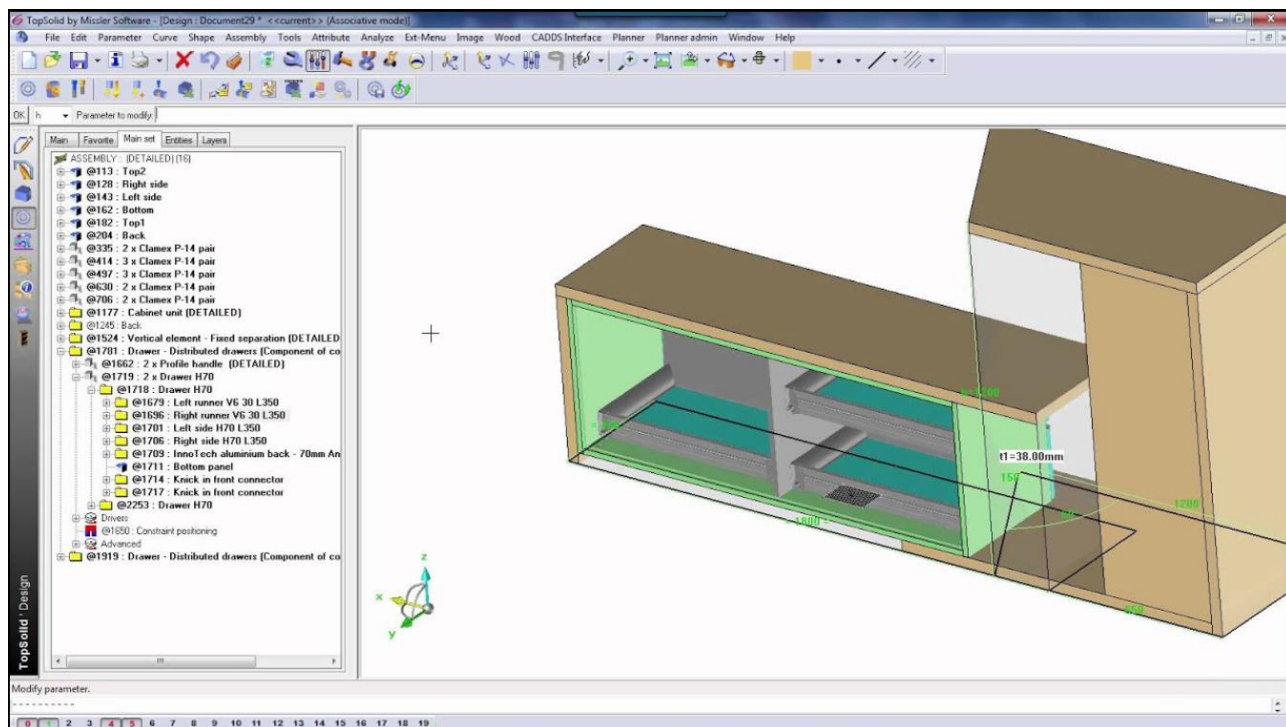 TopSolid by Missler Software - [Design : Document29 * <<current>> (Associative mode)]
File Edit Parameter Curve Shape Assembly Tools Attribute Analyze Ext-Menu Image Wood CADDS Interface Planner Planner admin Window Help
OK h Parameter to modify:
Main Favorite Main set Entities Layers
ASSEMBLY : (DETAILED) (16)
@113 : Top2
@128 : Right side
@143 : Left side
@162 : Bottom
@182 : Top1
@204 : Back
@335 : 2 x Clamex P-14 pair
@414 : 3 x Clamex P-14 pair
@497 : 3 x Clamex P-14 pair
@630 : 2 x Clamex P-14 pair
@706 : 2 x Clamex P-14 pair
@1177 : Cabinet unit (DETAILED)
@1245 : Back
@1524 : Vertical element - Fixed separation (DETAILED
@1781 : Drawer - Distributed drawers (Component of co
@1662 : 2 x Profile handle (DETAILED)
@1719 : 2 x Drawer H70
@1718 : Drawer H70
@1679 : Left runner V6 30 L350
@1696 : Right runner V6 30 L350
@1701 : Left side H70 L350
@1706 : Right side H70 L350
@1709 : InnoTech aluminium back - 70mm An
@1711 : Bottom panel
@1714 : Knick in front connector
@1717 : Knick in front connector
@2253 : Drawer H70
Drivers
@1650 : Constraint positioning
Advanced
@1919 : Drawer - Distributed drawers (Component of co
t1=38.00mm
150
1200
1800
z
x
y
TopSolid'Design
Modify parameter.
----------
0 1 2 3 4 5 6 7 8 9 10 11 12 13 14 15 16 17 18 19